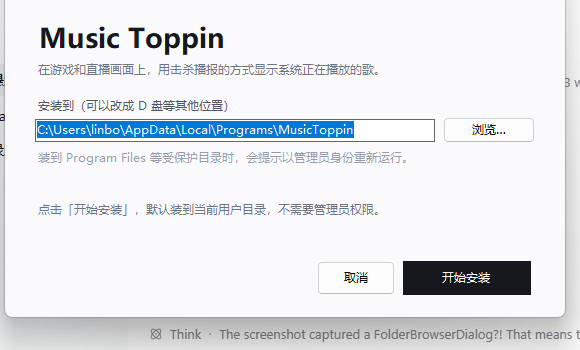 Music Toppin
在游戏和直播画面上，用击杀播报的方式显示系统正在播放的歌。
安装到（可以改成 D 盘等其他位置）
C:\Users\linbo\AppData\Local\Programs\MusicToppin
浏览...
装到 Program Files 等受保护目录时，会提示以管理员身份重新运行。
点击「开始安装」，默认装到当前用户目录，不需要管理员权限。
取消
开始安装
Think · The screenshot captured a FolderBrowserDialog?! That means t
3 w